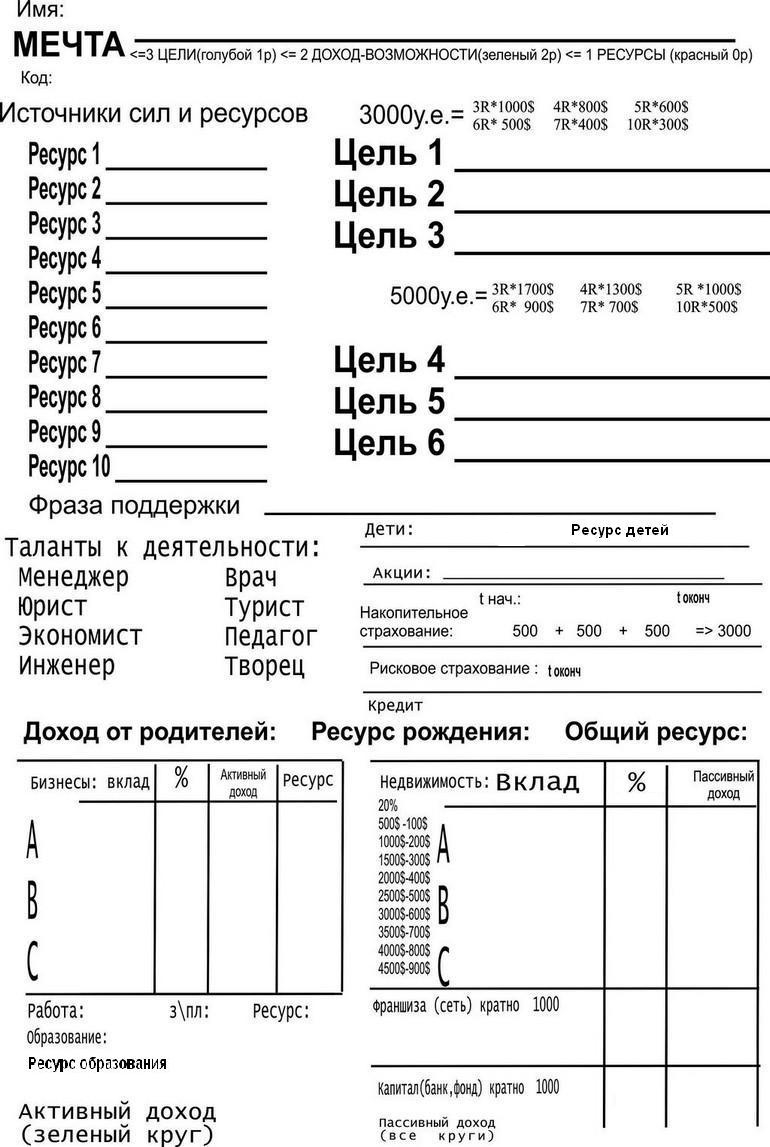 Имя:
МЕЧТА <=3 ЦЕЛИ(голубой 1р) <= 2 ДОХОД-ВОЗМОЖНОСТИ(зеленый 2р) <= 1 РЕСУРСЫ (красный 0р)
Код:
Источники сил и ресурсов
3000у.е.= 3R*1000$ 4R*800$ 5R*600$
6R* 500$ 7R*400$ 10R*300$
Ресурс 1
Ресурс 2
Ресурс 3
Ресурс 4
Ресурс 5
Ресурс 6
Ресурс 7
Ресурс 8
Ресурс 9
Ресурс 10
Цель 1
Цель 2
Цель 3
5000у.е.= 3R*1700$ 4R*1300$ 5R *1000$
6R* 900$ 7R* 700$ 10R*500$
Цель 4
Цель 5
Цель 6
Фраза поддержки
Таланты к деятельности:
Менеджер Врач
Юрист Турист
Экономист Педагог
Инженер Творец
Дети: Ресурс детей
Акции:
t нач.: t оконч
Накопительное
страхование: 500 + 500 + 500 => 3000
Рисковое страхование : t оконч
Кредит
Доход от родителей: Ресурс рождения: Общий ресурс:
Бизнесы: вклад % Активный доход Ресурс
A
B
C
Работа: з\пл: Ресурс:
Образование:
Ресурс образования
Активный доход
(зеленый круг)
Недвижимость: Вклад % Пассивный доход
20%
500$ -100$
1000$-200$
1500$-300$
2000$-400$
2500$-500$
3000$-600$
3500$-700$
4000$-800$
4500$-900$
A
B
C
франшиза (сеть) кратно 1000
Капитал(банк,фонд) кратно 1000
Пассивный доход
(все круги)